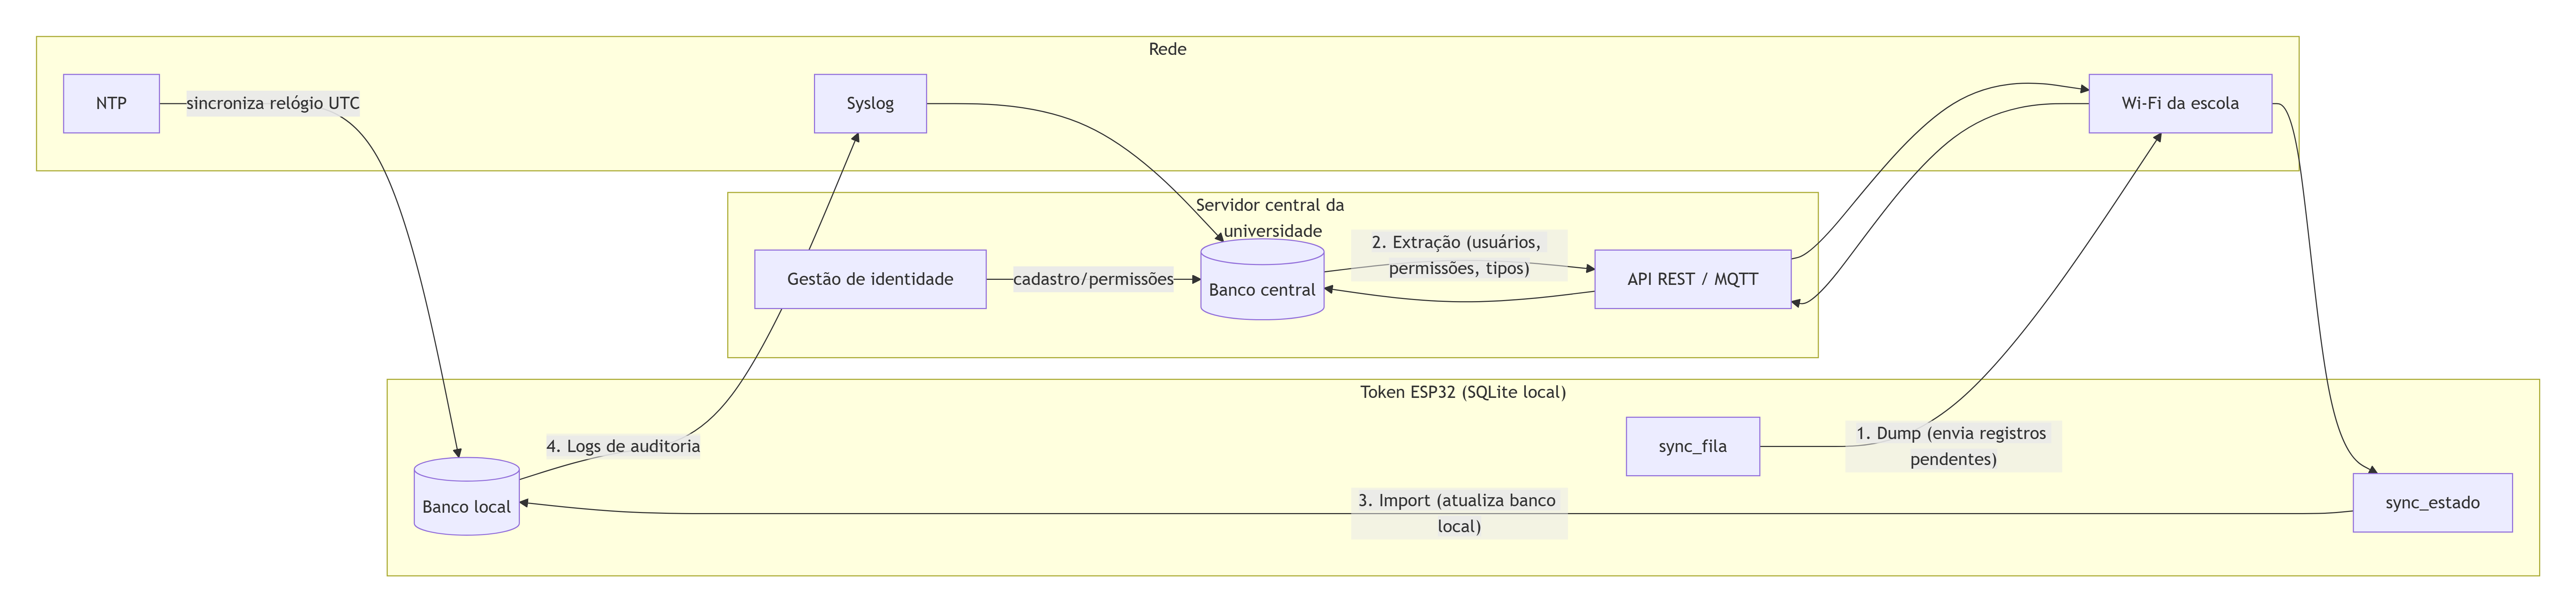 Rede
NTP
sincroniza relógio UTC
Syslog
Wi-Fi da escola
Servidor central da
universidade
Gestão de identidade
cadastro/permissões
Banco central
2. Extração (usuários,
permissões, tipos)
API REST / MQTT
Token ESP32 (SQLite local)
4. Logs de auditoria
Banco local
sync_fila
1. Dump (envia registros
pendentes)
3. Import (atualiza banco
local)
sync_estado